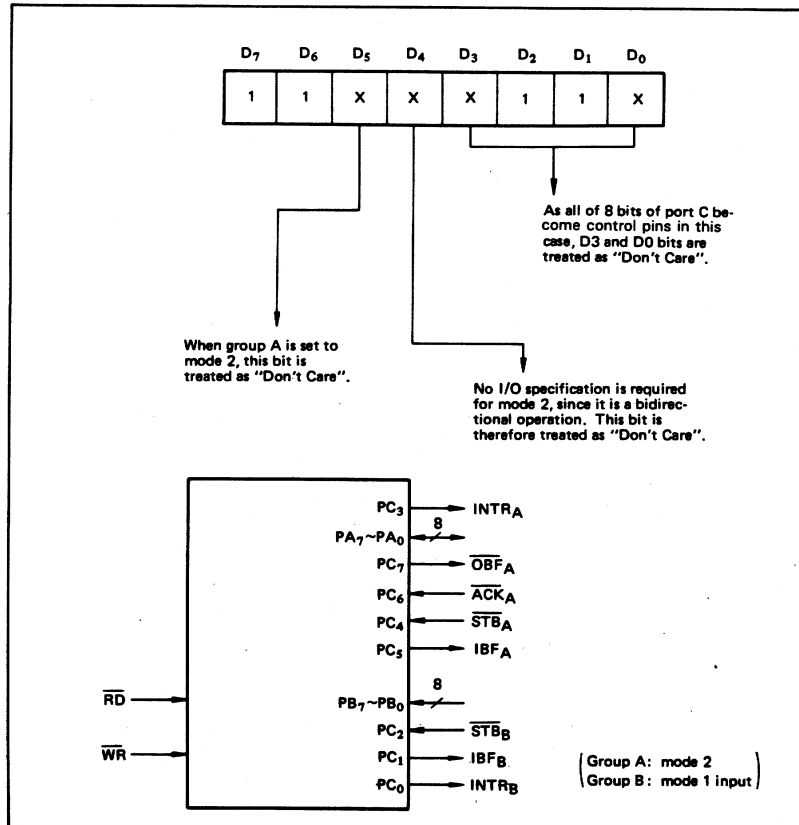 D7 D6 D5 D4 D3 D2 D1 D0
1 1 X X X 1 1 X
As all of 8 bits of port C be-
come control pins in this
case, D3 and D0 bits are
treated as "Don't Care".
When group A is set to
mode 2, this bit is
treated as "Don't Care".
No I/O specification is required
for mode 2, since it is a bidirec-
tional operation. This bit is
therefore treated as "Don't Care".
PC3 INTRA
8
PA7~PA0
PC7 OBFA
PC6 ACKA
PC4 STBA
PC5 IBFA
8
RD PB7~PB0
PC2 STBB
WR PC1 IBFB
PC0 INTRB
(Group A: mode 2
Group B: mode 1 input)